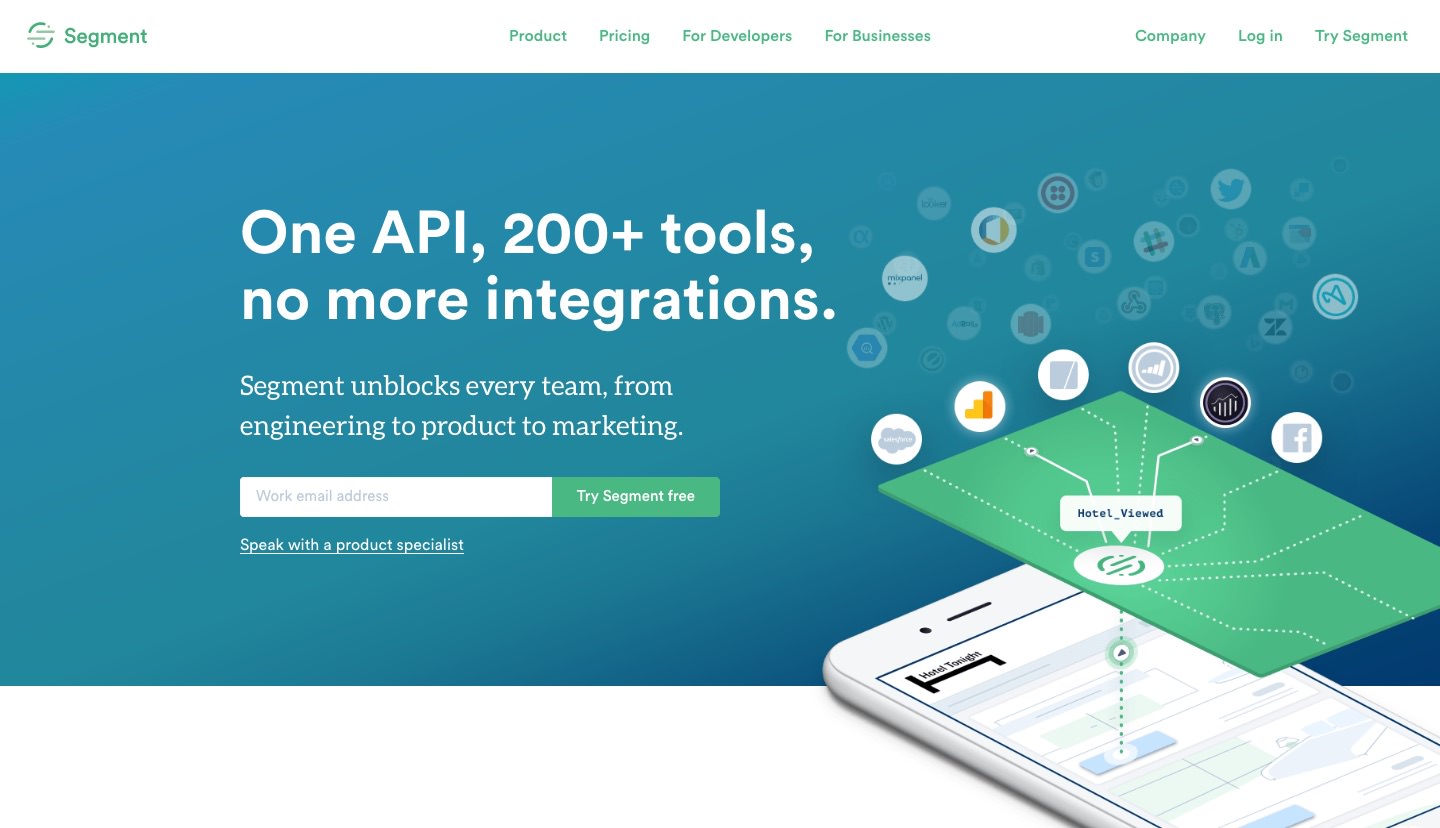 Segment
Product
Pricing
For Developers
For Businesses
Company
Log in
Try Segment
One API, 200+ tools,
no more integrations.
Segment unblocks every team, from
engineering to product to marketing.
Work email address
Try Segment free
Speak with a product specialist
looker
mixpanel
salesforce
Hotel_Viewed
Hotel Tonight